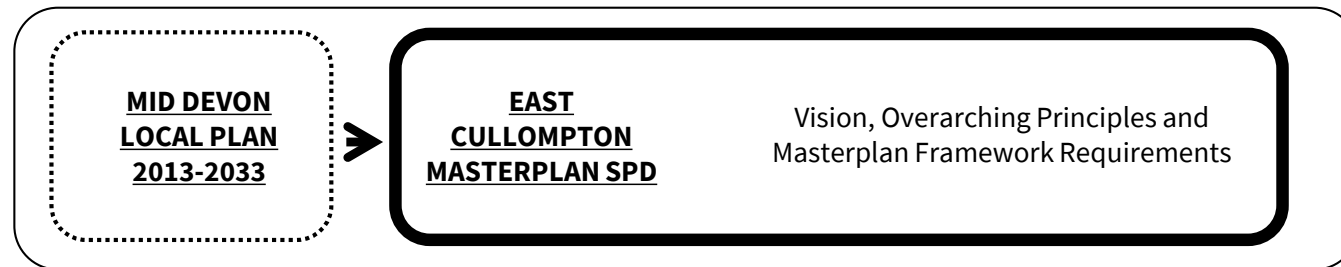 MID DEVON
LOCAL PLAN
2013-2033
EAST
CULLOMPTON
MASTERPLAN SPD
Vision, Overarching Principles and
Masterplan Framework Requirements